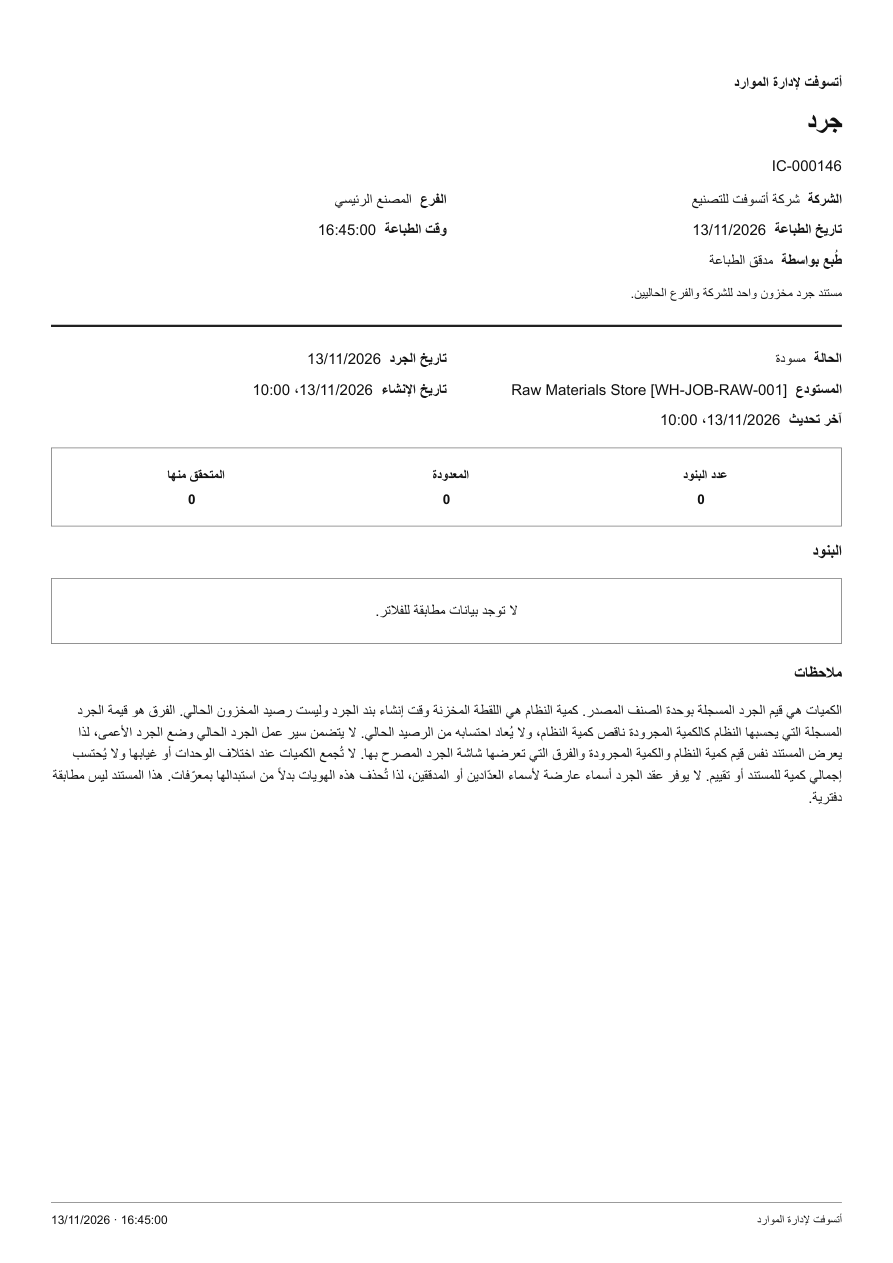 أتسوفت لإدارة الموارد
جرد
IC-000146
الشركة شركة أتسوفت للتصنيع الفرع المصنع الرئيسي
تاريخ الطباعة 13/11/2026 وقت الطباعة 16:45:00
طُبع بواسطة مدقق الطباعة
مستند جرد مخزون واحد للشركة والفرع الحاليين.
الحالة مسودة تاريخ الجرد 13/11/2026
المستودع Raw Materials Store [WH-JOB-RAW-001] تاريخ الإنشاء 13/11/2026، 10:00
آخر تحديث 13/11/2026، 10:00
عدد البنود المعدودة المتحقق منها
0 0 0
البنود
لا توجد بيانات مطابقة للفلاتر.
ملاحظات
الكميات هي قيم الجرد المسجلة بوحدة الصنف المصدر. كمية النظام هي اللقطة المخزنة وقت إنشاء بند الجرد وليست رصيد المخزون الحالي. الفرق هو قيمة الجرد
المسجلة التي يحسبها النظام كالكمية المجرودة ناقص كمية النظام، ولا يُعاد احتسابه من الرصيد الحالي. لا يتضمن سير عمل الجرد الحالي وضع الجرد الأعمى، لذا
يعرض المستند نفس قيم كمية النظام والكمية المجرودة والفرق التي تعرضها شاشة الجرد المصرح بها. لا تُجمع الكميات عند اختلاف الوحدات أو غيابها ولا يُحتسب
إجمالي كمية للمستند أو تقييم. لا يوفر عقد الجرد أسماء عارضة لأسماء العدّادين أو المدققين، لذا تُحذف هذه الهويات بدلاً من استبدالها بمعرّفات. هذا المستند ليس مطابقة
دفترية.
أتسوفت لإدارة الموارد 13/11/2026 · 16:45:00